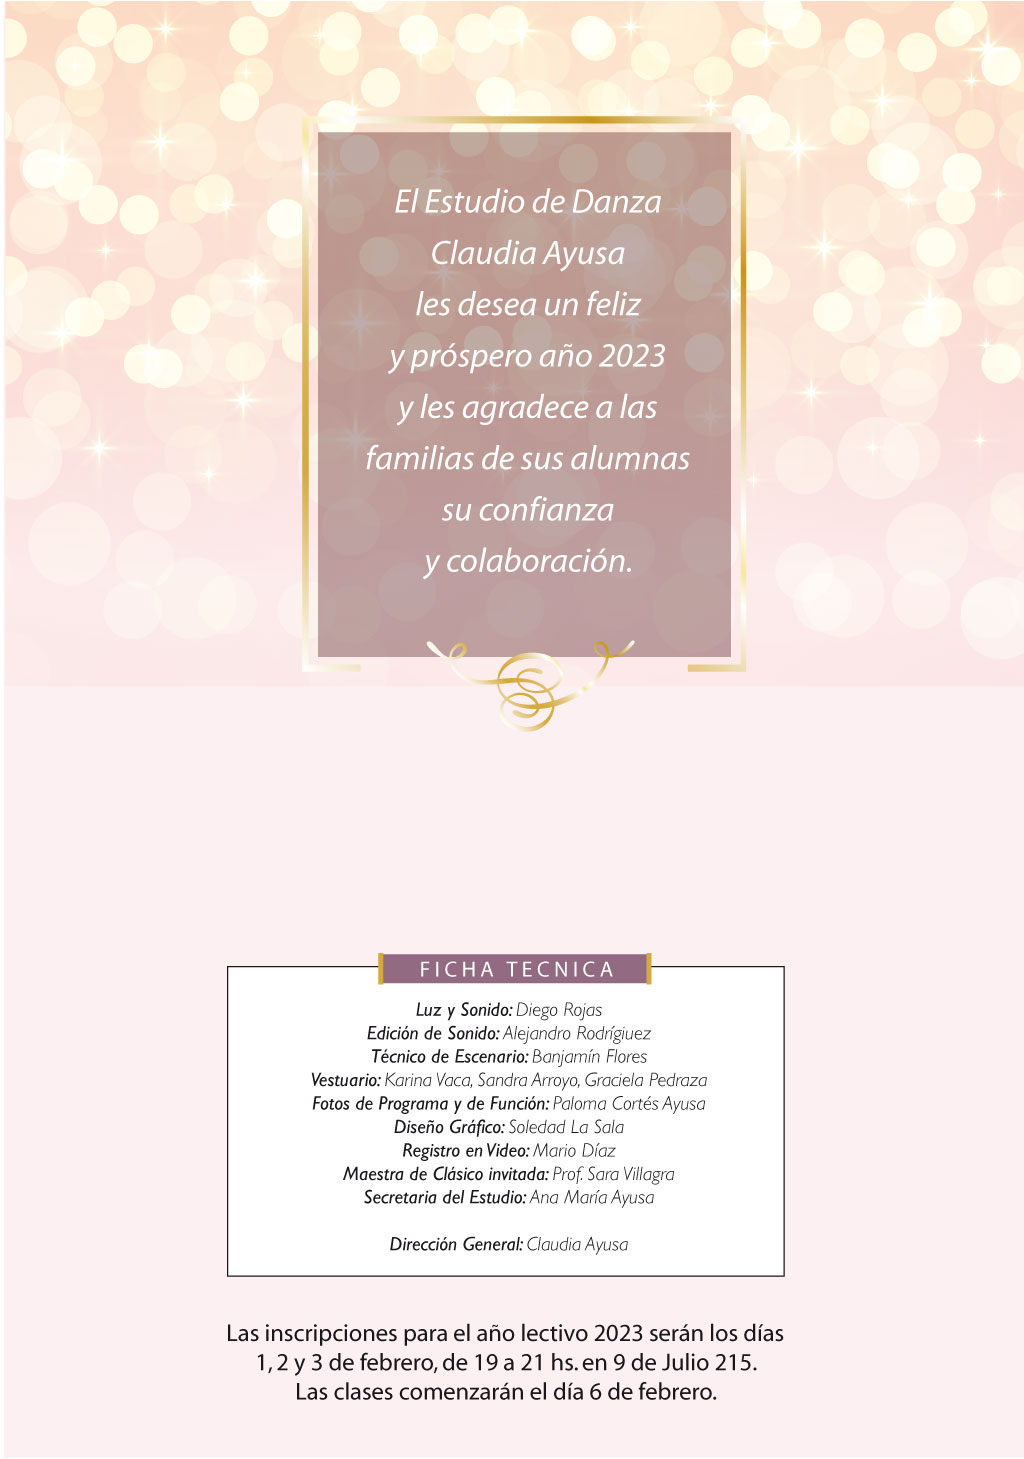 El Estudio de Danza
Claudia Ayusa
les desea un feliz
y próspero año 2023
y les agradece a las
familias de sus alumnas
su confianza
y colaboración.
FICHA TECNICA
Luz y Sonido: Diego Rojas
Edición de Sonido: Alejandro Rodrígiuez
Técnico de Escenario: Banjamín Flores
Vestuario: Karina Vaca, Sandra Arroyo, Graciela Pedraza
Fotos de Programa y de Función: Paloma Cortés Ayusa
Diseño Gráfico: Soledad La Sala
Registro en Video: Mario Díaz
Maestra de Clásico invitada: Prof. Sara Villagra
Secretaria del Estudio: Ana María Ayusa
Dirección General: Claudia Ayusa
Las inscripciones para el año lectivo 2023 serán los días
1, 2 y 3 de febrero, de 19 a 21 hs. en 9 de Julio 215.
Las clases comenzarán el día 6 de febrero.